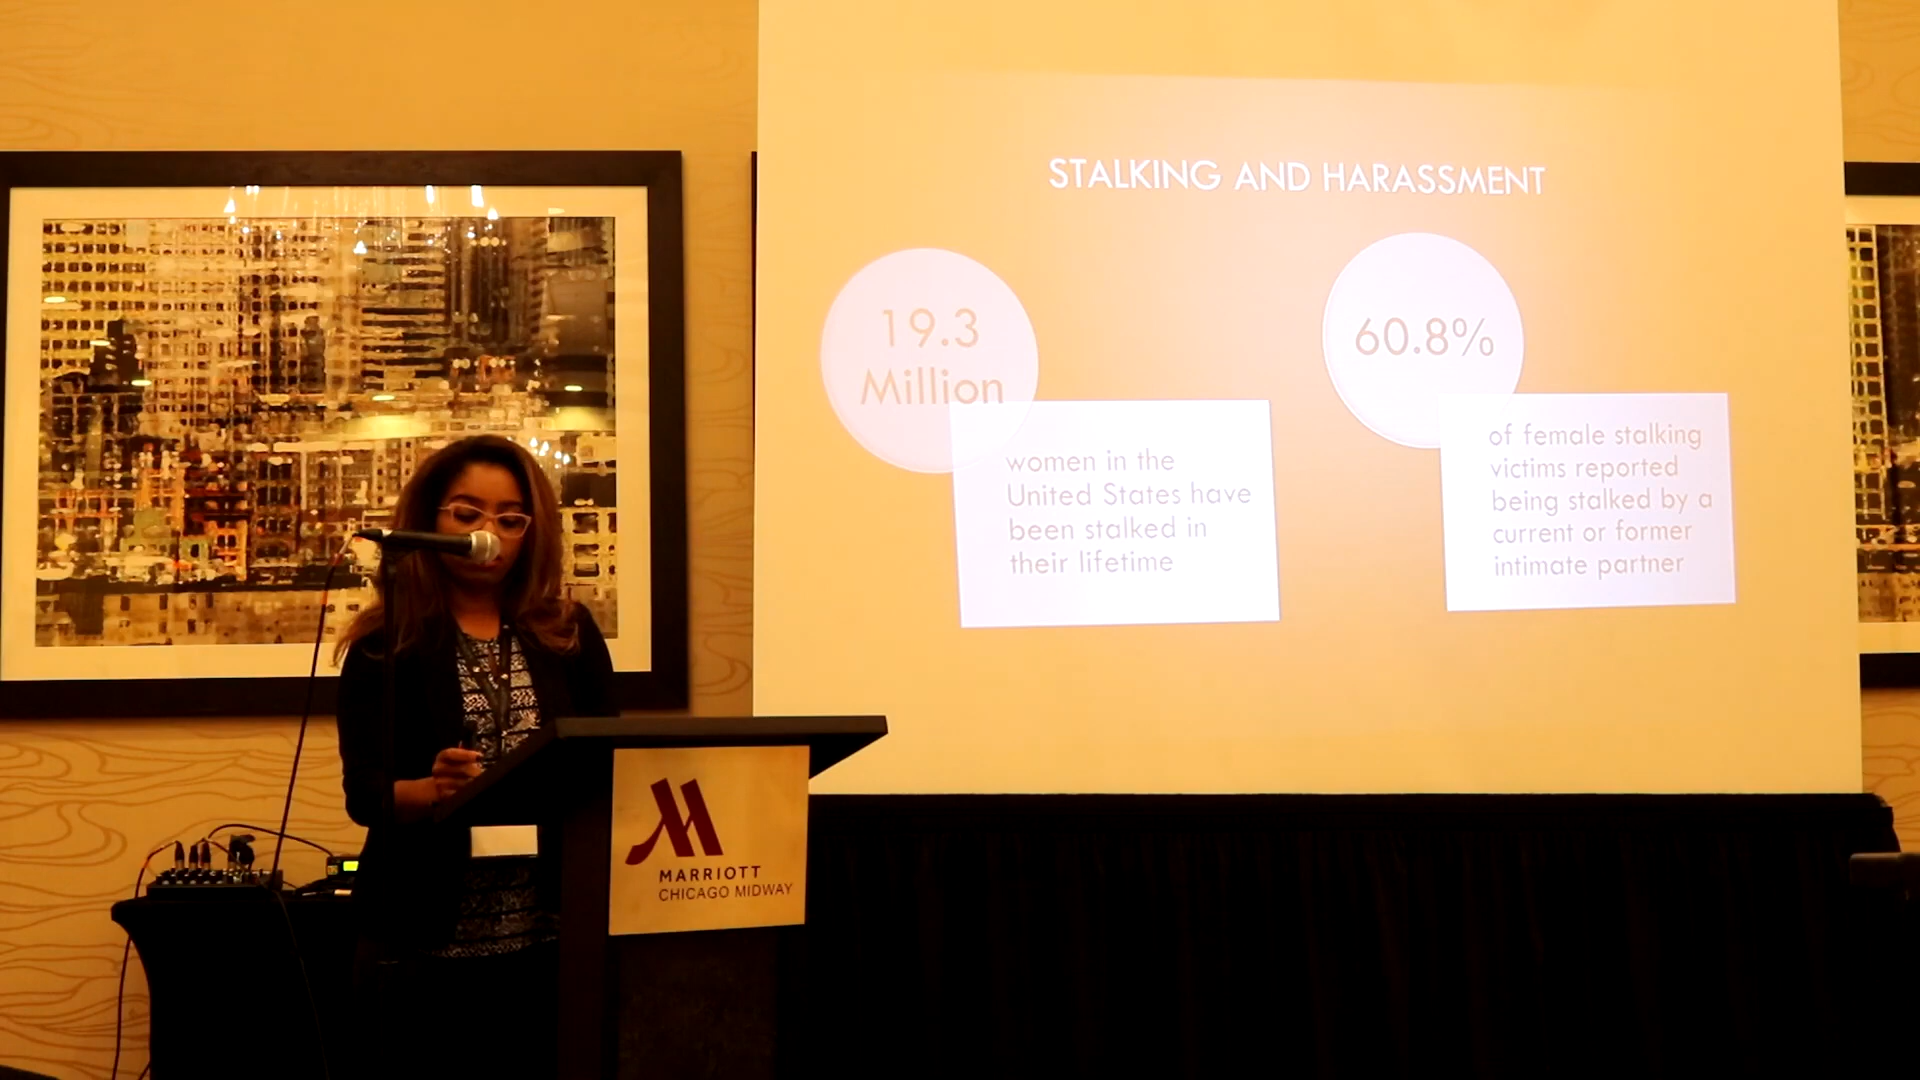 STALKING AND HARASSMENT
19.3
Million
women in the
United States have
been stalked in
their lifetime
60.8%
of female stalking
victims reported
being stalked by a
current or former
intimate partner
MARRIOTT
CHICAGO MIDWAY